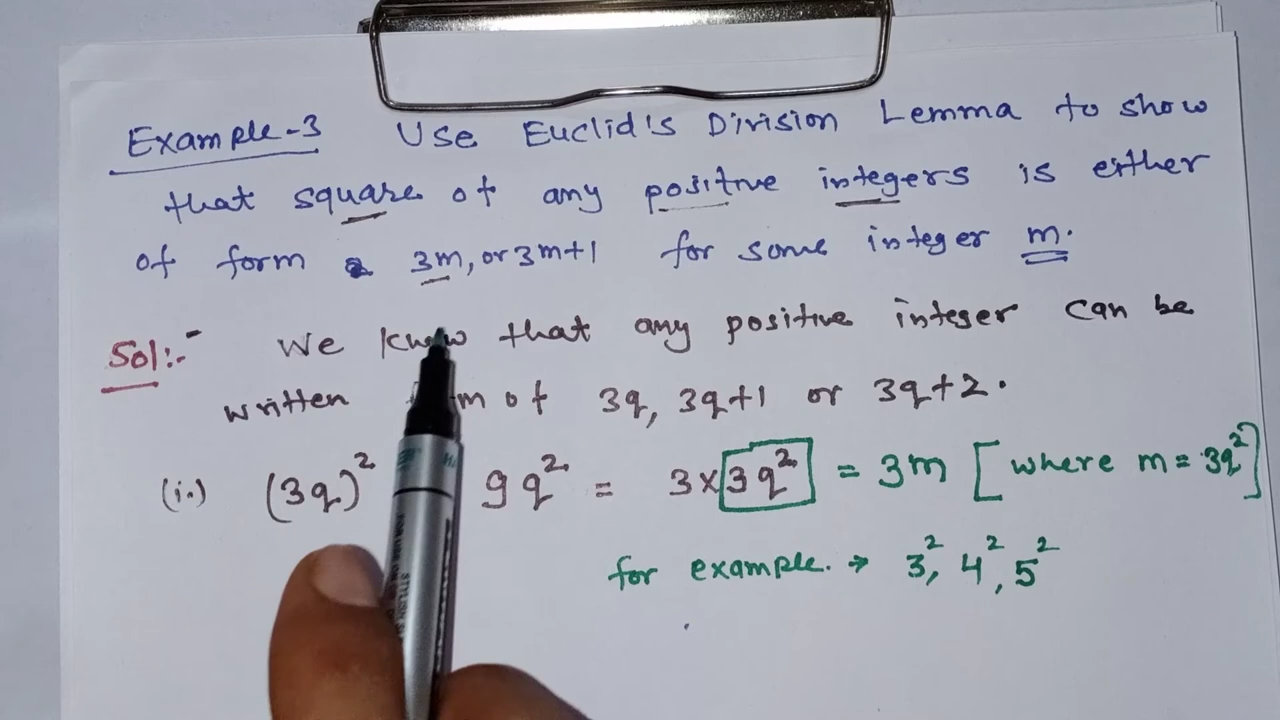 Example-3 Use Euclid's Division Lemma to show
that square of any positive integers is either
of form 3m, or 3m+1 for some integer m.
Sol:- We know that any positive integer can be
written of 3q, 3q+1 or 3q+2.
(i.) (3q)² 9q² = 3×3q² = 3m [where m = 3q²]
for example. → 3², 4², 5²